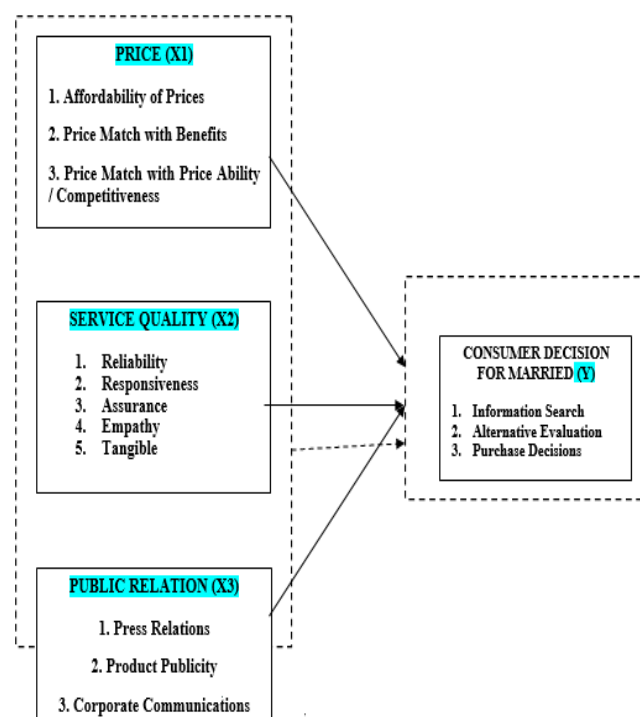 PRICE (X1)
1. Affordability of Prices
2. Price Match with Benefits
3. Price Match with Price Ability
/ Competitiveness
SERVICE QUALITY (X2)
1. Reliability
2. Responsiveness
3. Assurance
4. Empathy
5. Tangible
PUBLIC RELATION (X3)
1. Press Relations
2. Product Publicity
3. Corporate Communications
CONSUMER DECISION
FOR MARRIED (Y)
1. Information Search
2. Alternative Evaluation
3. Purchase Decisions